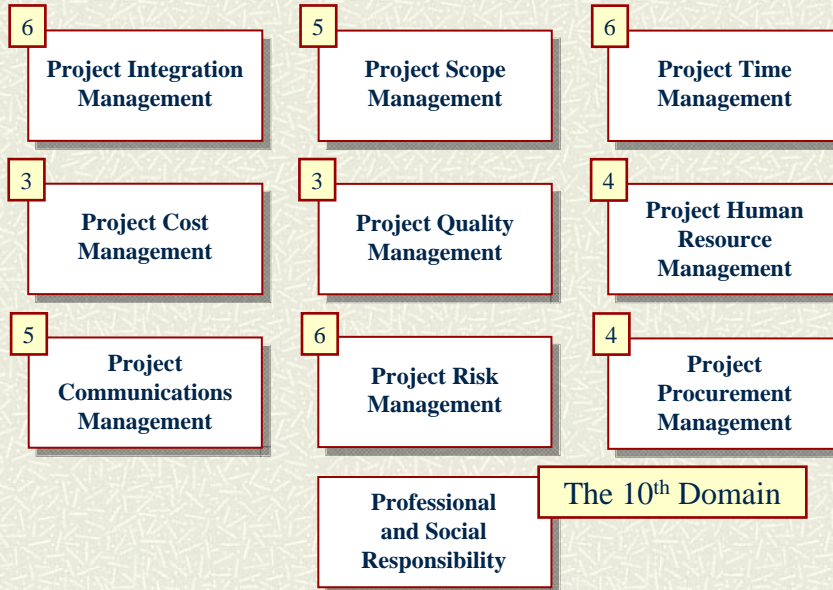 6
Project Integration
Management
5
Project Scope
Management
6
Project Time
Management
3
Project Cost
Management
3
Project Quality
Management
4
Project Human
Resource
Management
5
Project
Communications
Management
6
Project Risk
Management
4
Project
Procurement
Management
Professional
and Social
Responsibility
The 10th Domain